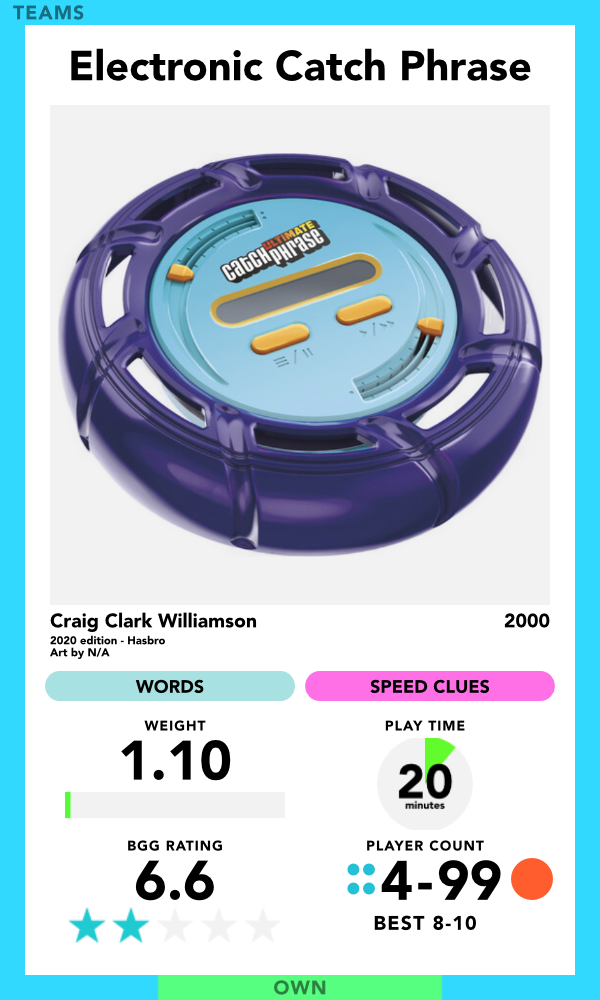 TEAMS
Electronic Catch Phrase
ULTIMATE
catch phrase
Craig Clark Williamson 2000
2020 edition - Hasbro
Art by N/A
WORDS SPEED CLUES
WEIGHT PLAY TIME
1.10 20
minutes
BGG RATING PLAYER COUNT
6.6 4-99
BEST 8-10
OWN